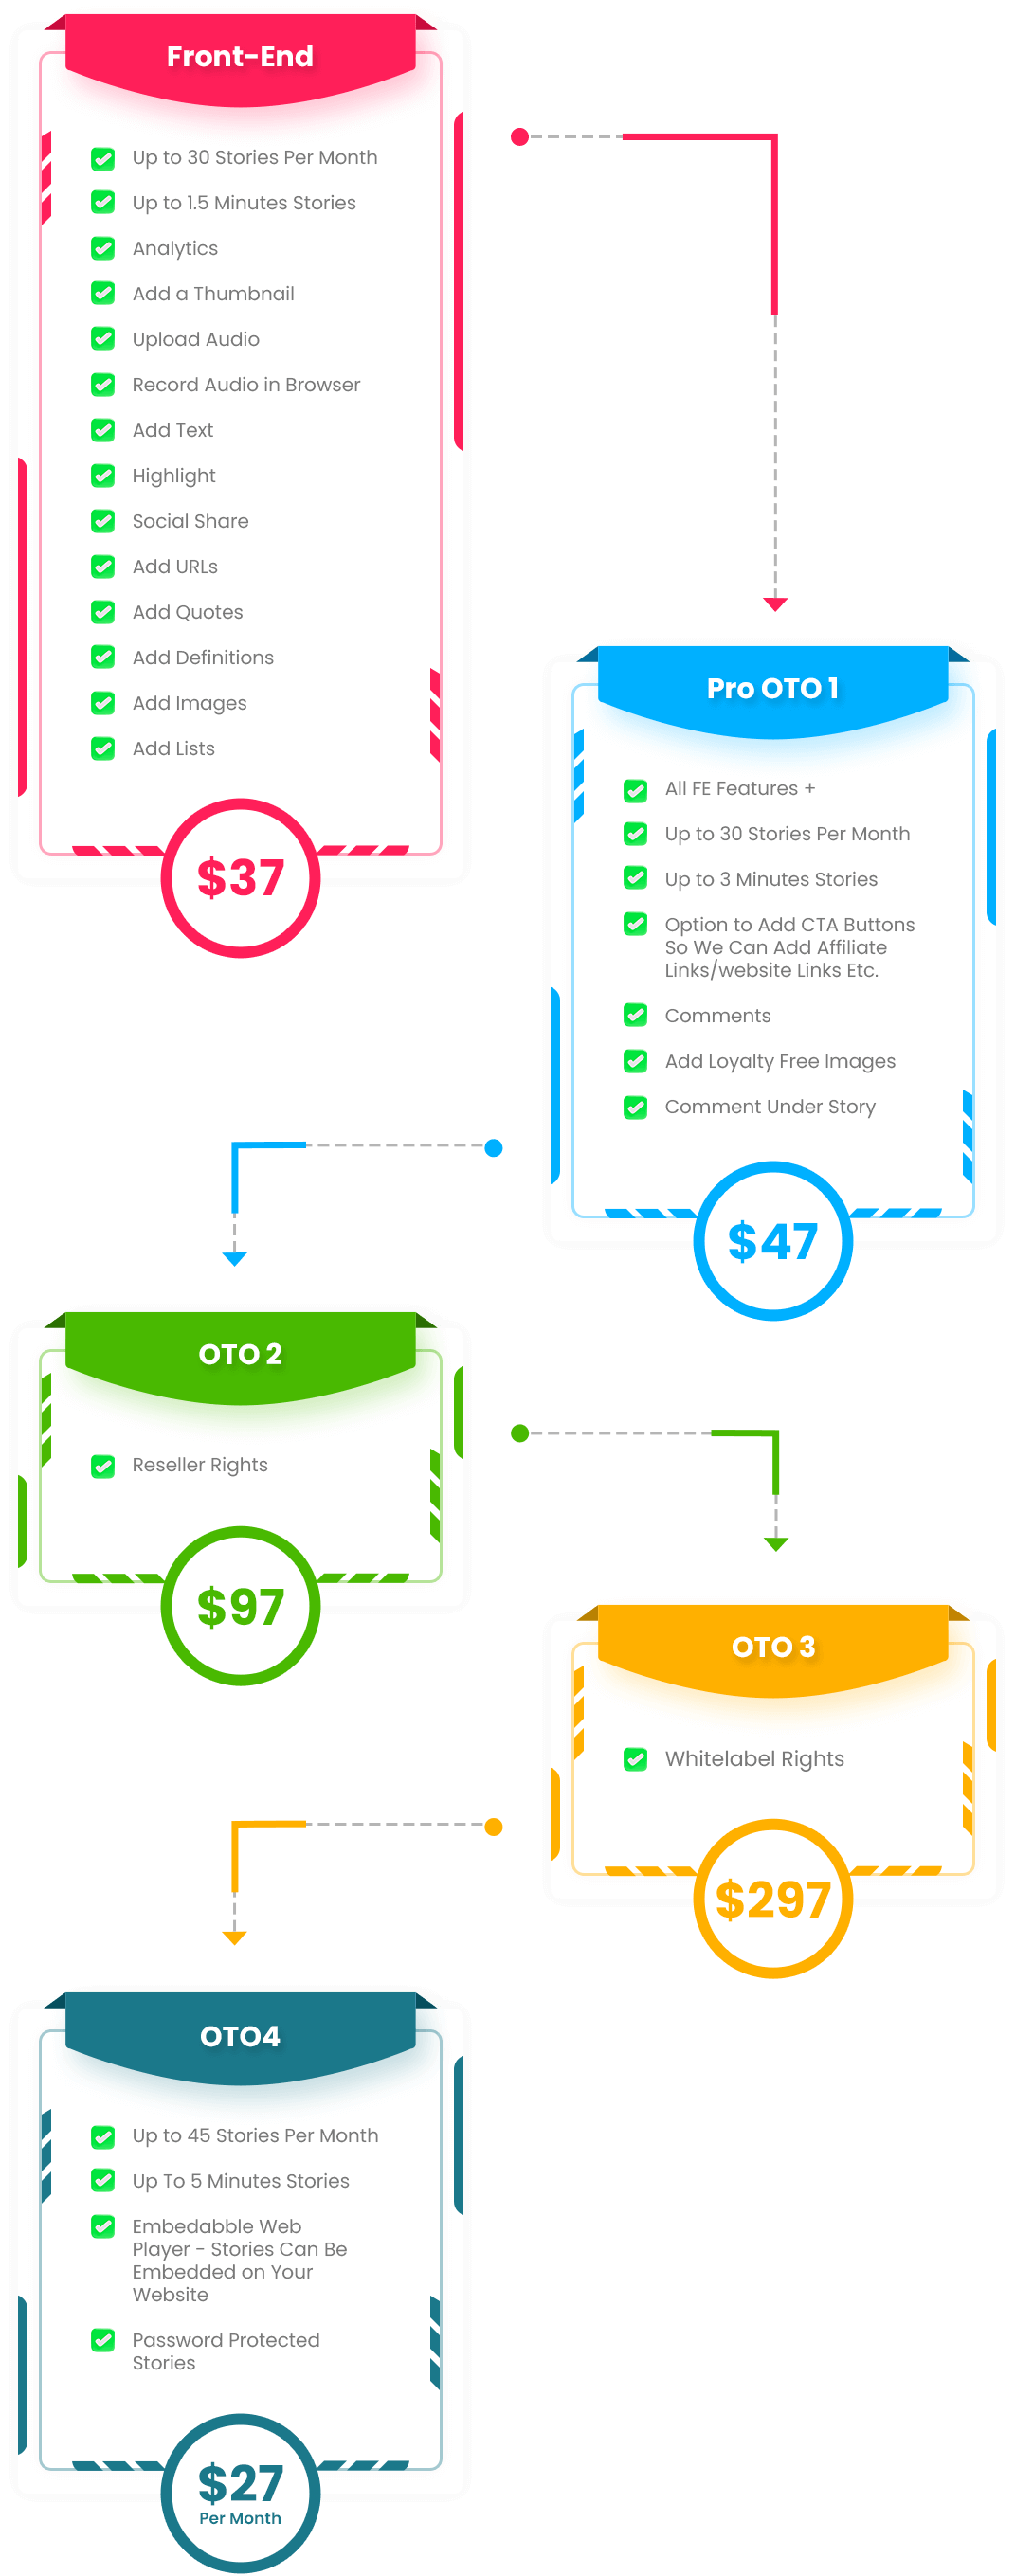 Front-End
Up to 30 Stories Per Month
Up to 1.5 Minutes Stories
Analytics
Add a Thumbnail
Upload Audio
Record Audio in Browser
Add Text
Highlight
Social Share
Add URLs
Add Quotes
Add Definitions
Add Images
Add Lists
$37
Pro OTO 1
All FE Features +
Up to 30 Stories Per Month
Up to 3 Minutes Stories
Option to Add CTA Buttons
So We Can Add Affiliate
Links/website Links Etc.
Comments
Add Loyalty Free Images
Comment Under Story
$47
OTO 2
Reseller Rights
$97
OTO 3
Whitelabel Rights
$297
OTO4
Up to 45 Stories Per Month
Up To 5 Minutes Stories
Embedabble Web
Player - Stories Can Be
Embedded on Your
Website
Password Protected
Stories
$27
Per Month